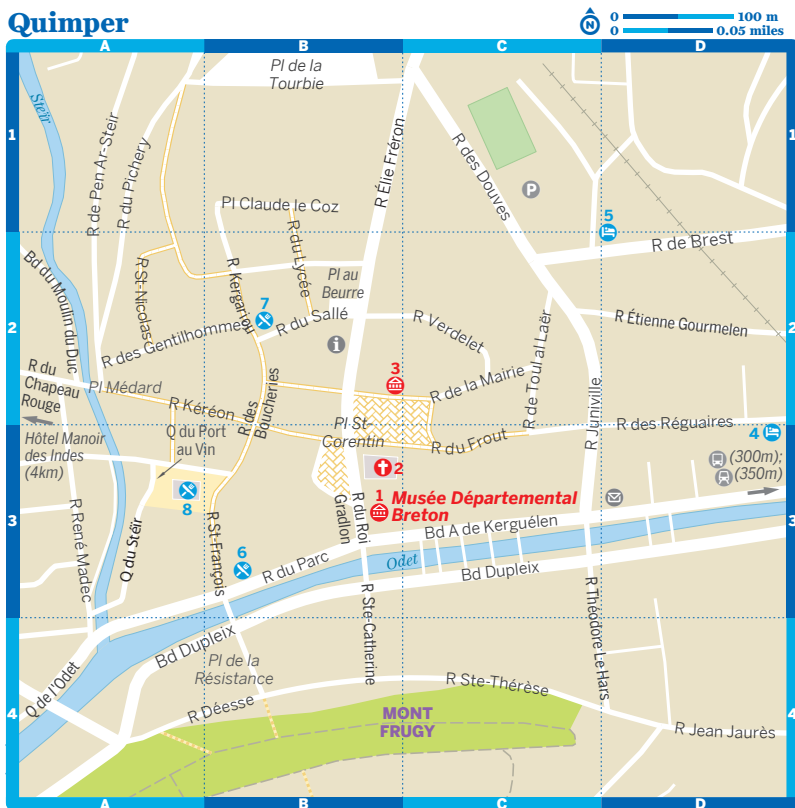 Quimper
N
0 100 m
0 0.05 miles
A B C D
1
1
2
2
3
3
4
4
A B C D
Pl de la
Tourbie
Steir
R de Pen Ar-Steir
R du Pichery
R Élie Fréron
R des Douves
P
5
Pl Claude le Coz
R du Lycée
R de Brest
Bd du Moulin du Duc
R St-Nicolas
R Kergariou
Pl au
Beurre
7
R du Sallé
R des Gentilhommes
i
R Verdelet
R de Toul al Laër
R Étienne Gourmelen
3
R de la Mairie
R du
Chapeau
Rouge
Pl Médard
R Kéréon
R des
Boucheries
R Juniville
Hôtel Manoir
des Indes
(4km)
Q du Port
au Vin
Pl St-
Corentin
R du Frout
R des Réguaires
4
2
(300m);
(350m)
8
1 Musée Départemental
Breton
R du Roi
Gradlon
Bd A de Kerguélen
R René Madec
Q du Stéir
R St-François
6
R du Parc
Odet
Bd Dupleix
R Ste-Catherine
R Théodore Le Hars
Bd Dupleix
Q de l'Odet
Pl de la
Résistance
R Déesse
R Ste-Thérèse
MONT
FRUGY
R Jean Jaurès